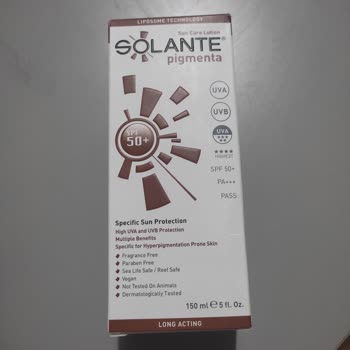 LIPOSOME TECHNOLOGY
Sun Care Lotion
SOLANTE®
pigmenta
UVA
UVB
UVA
HIGHEST
SPF 50+
PA+++
PASS
SPF
50+
Specific Sun Protection
High UVA and UVB Protection
Multiple Benefits
Specific for Hyperpigmentation Prone Skin
• Fragrance Free
• Paraben Free
• Sea Life Safe / Reef Safe
• Vegan
• Not Tested On Animals
• Dermatologically Tested
150 ml ℮ 5 fl. Oz.
LONG ACTING